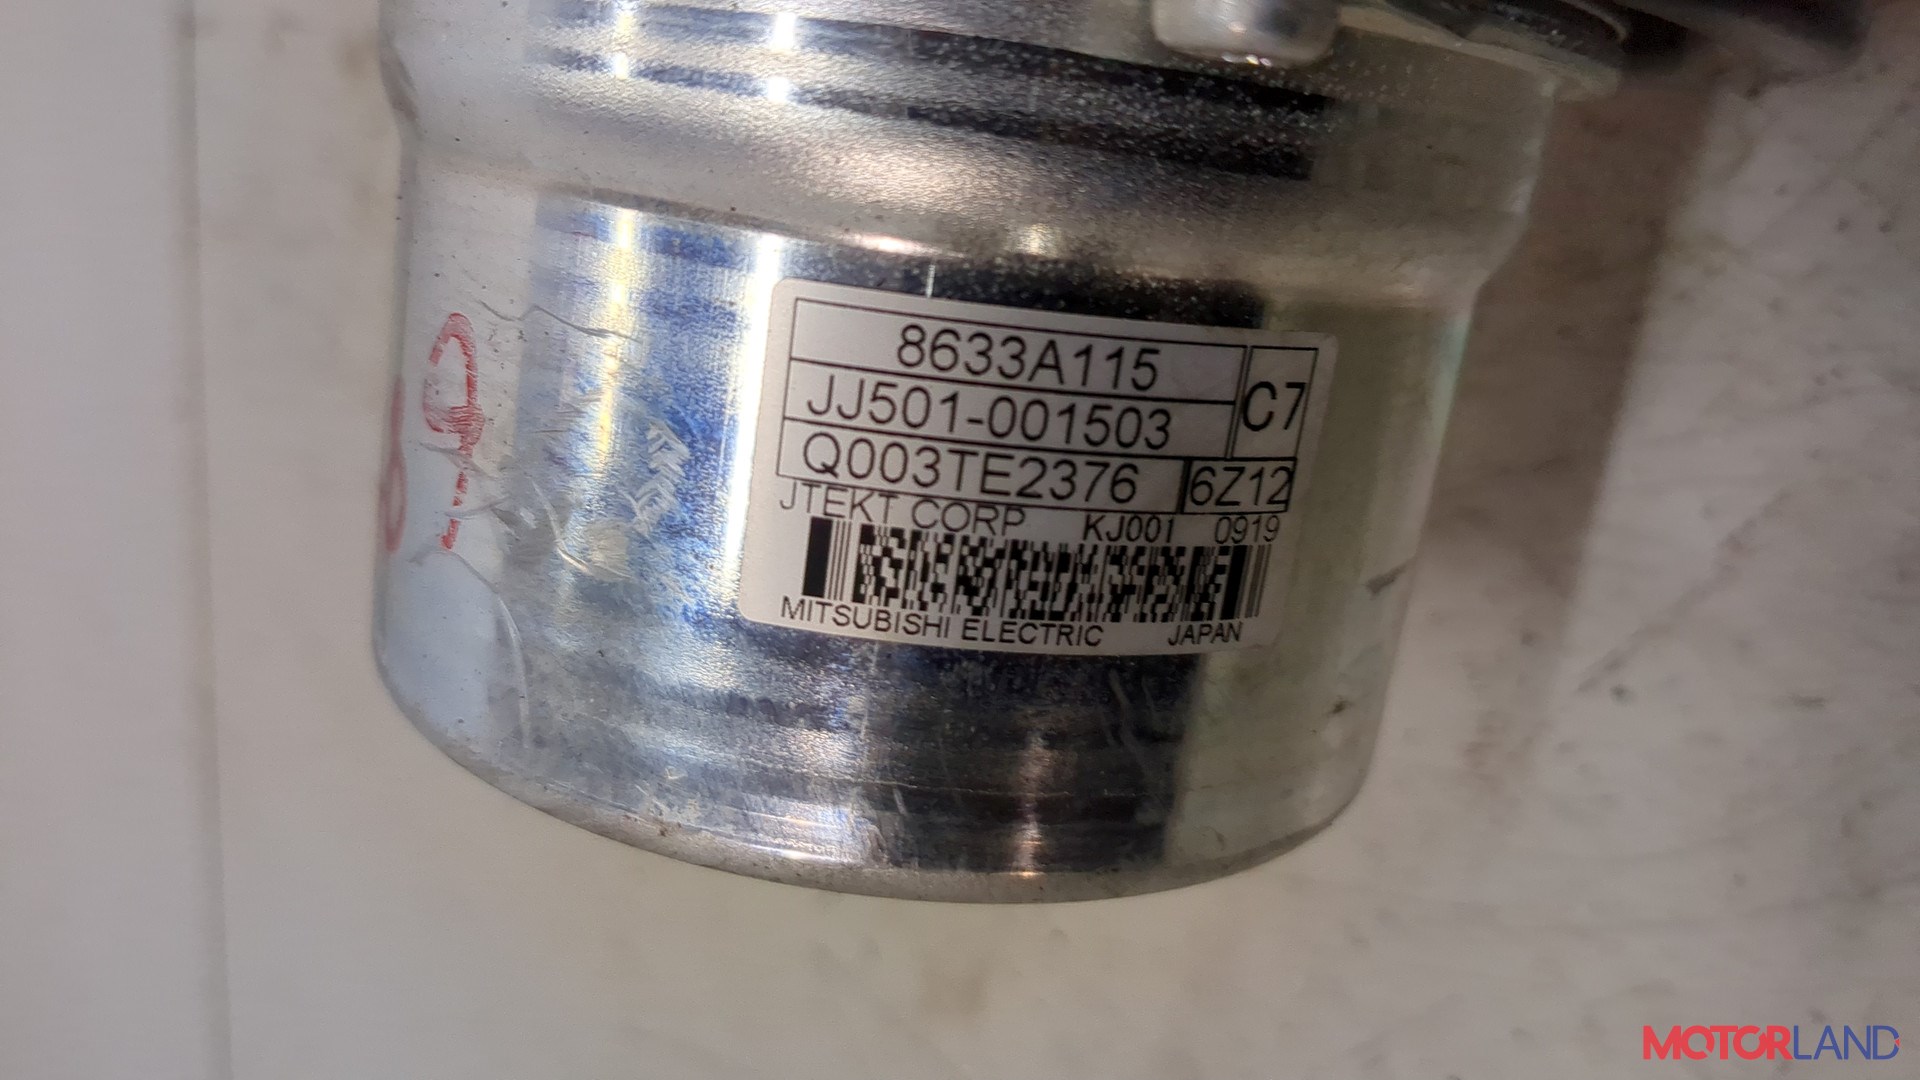 8633A115
C7
JJ501-001503
Q003TE2376 6Z12
JTEKT CORP KJ001 0919
MITSUBISHI ELECTRIC JAPAN
MOTORLAND